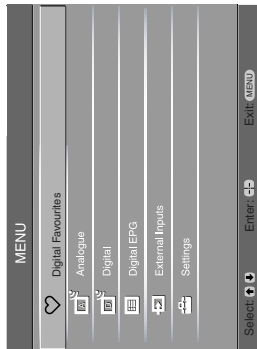 MENU
Digital Favourites
Analogue
Digital
Digital EPG
External Inputs
Settings
Select: Enter: Exit: MENU